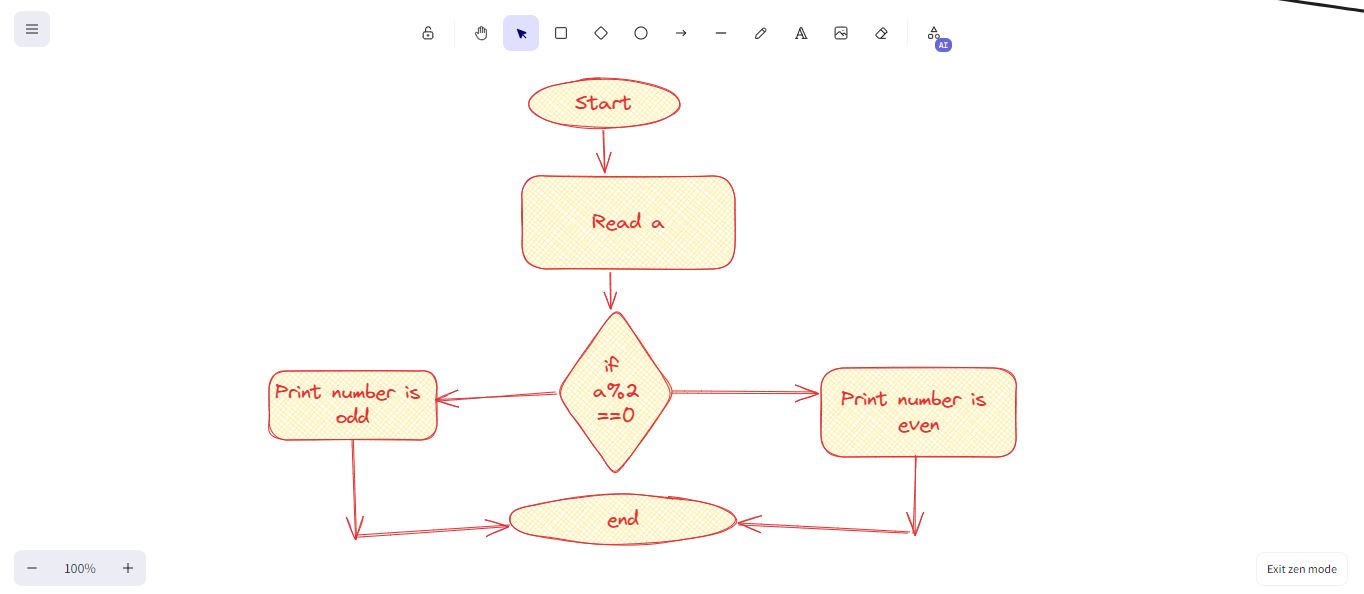 AI
Start
Read a
if
a%2
==0
Print number is
odd
Print number is
even
end
100%
Exit zen mode